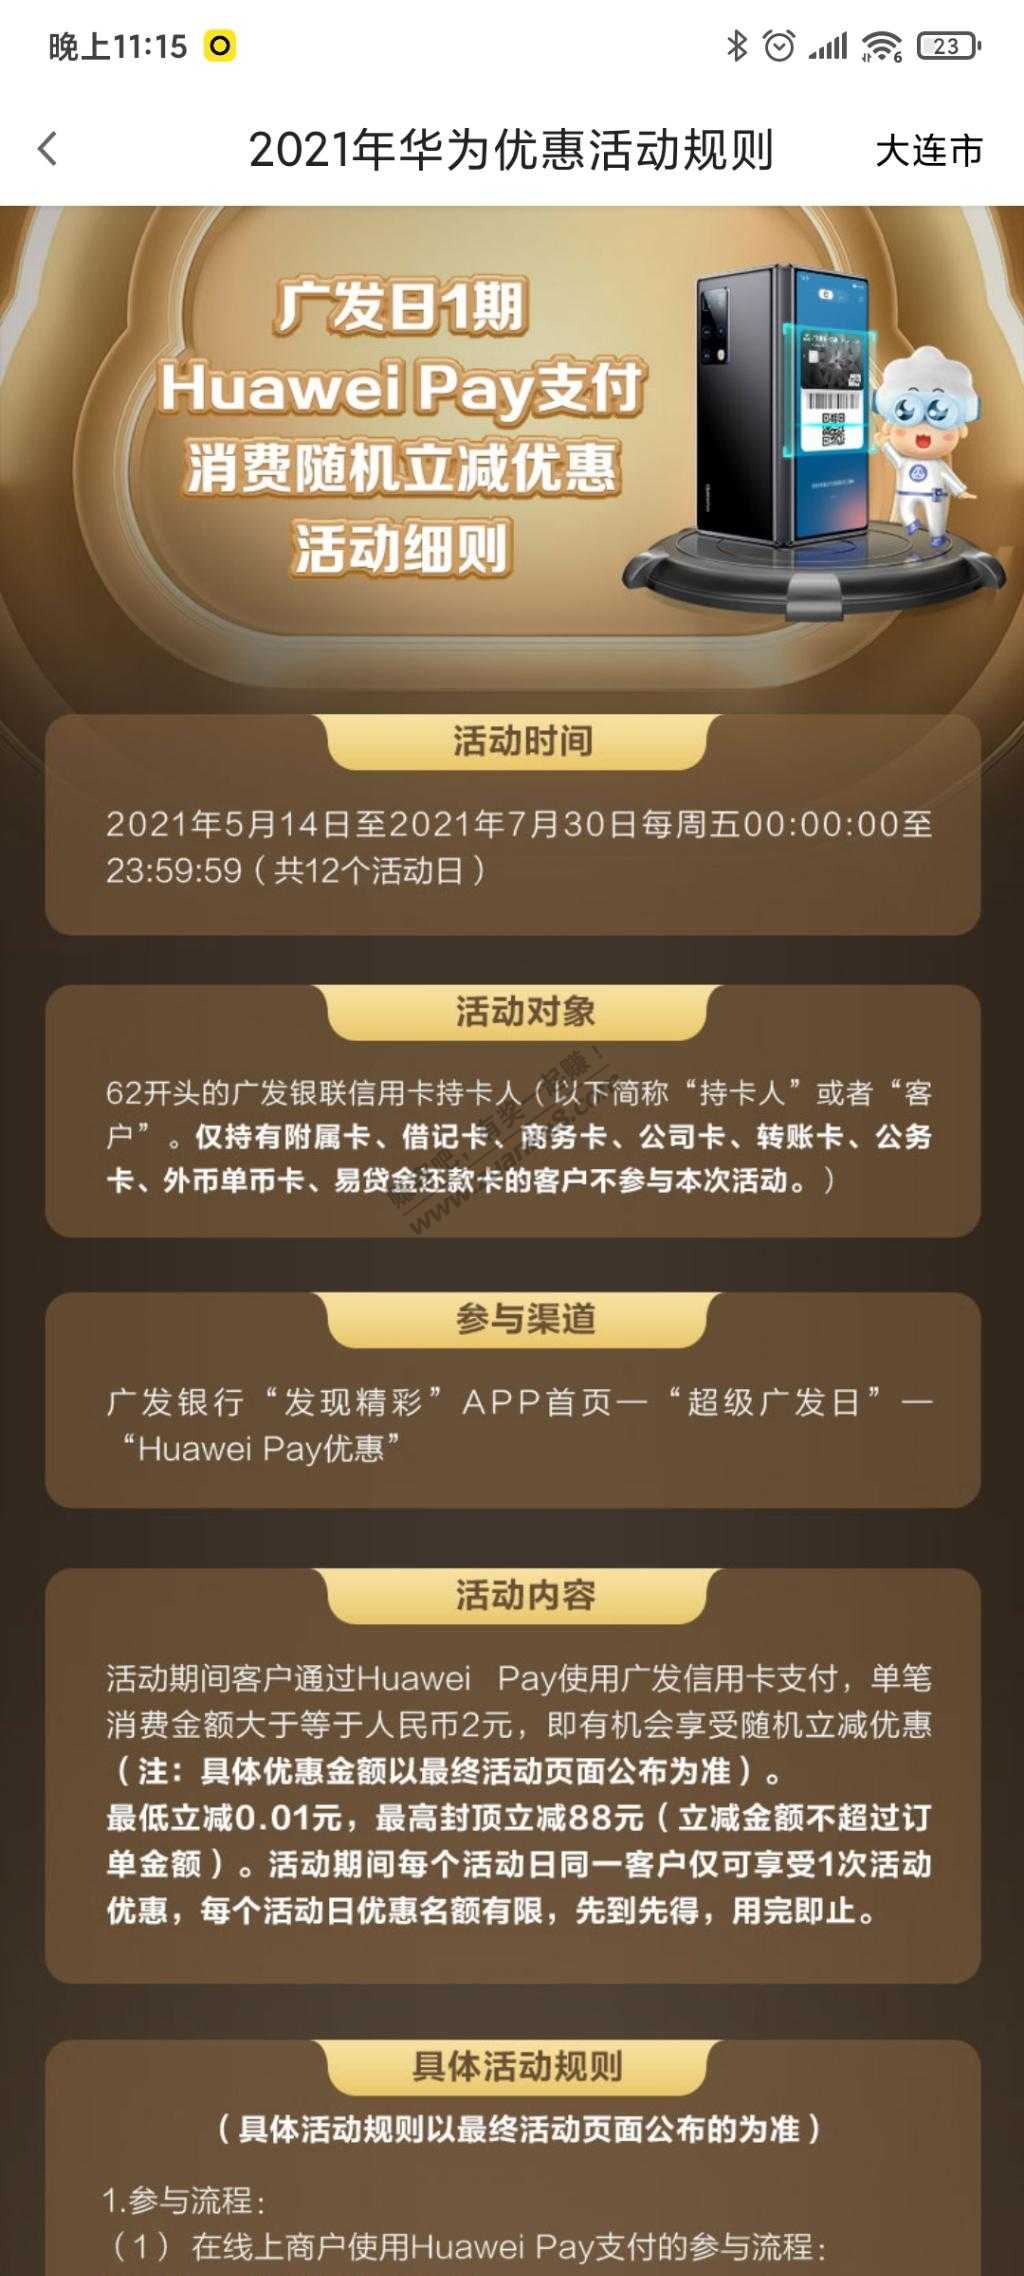 晚上11:15
6
23
2021年华为优惠活动规则
大连市
广发日1期
Huawei Pay支付
消费随机立减优惠
活动细则
活动时间
2021年5月14日至2021年7月30日每周五00:00:00至
23:59:59（共12个活动日）
活动对象
62开头的广发银联信用卡持卡人（以下简称“持卡人”或者“客
户”。仅持有附属卡、借记卡、商务卡、公司卡、转账卡、公务
卡、外币单币卡、易贷金还款卡的客户不参与本次活动。）
参与渠道
广发银行“发现精彩”APP首页—“超级广发日”—
“Huawei Pay优惠”
活动内容
活动期间客户通过Huawei Pay使用广发信用卡支付，单笔
消费金额大于等于人民币2元，即有机会享受随机立减优惠
（注：具体优惠金额以最终活动页面公布为准）。
最低立减0.01元，最高封顶立减88元（立减金额不超过订
单金额）。活动期间每个活动日同一客户仅可享受1次活动
优惠，每个活动日优惠名额有限，先到先得，用完即止。
具体活动规则
（具体活动规则以最终活动页面公布的为准）
1.参与流程：
（1）在线上商户使用Huawei Pay支付的参与流程：